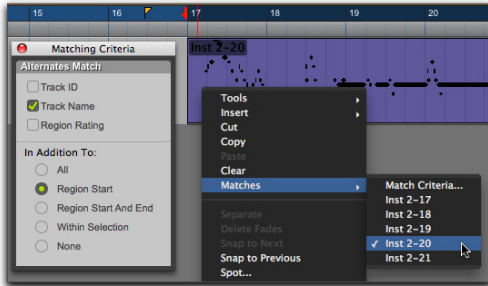 15 16 17 18 19 20
Matching Criteria
Alternates Match
Track ID
Track Name
Region Rating
In Addition To:
All
Region Start
Region Start And End
Within Selection
None
Inst 2-20
Tools
Insert
Cut
Copy
Paste
Clear
Matches
Separate
Delete Fades
Snap to Next
Snap to Previous
Spot...
Match Criteria...
Inst 2-17
Inst 2-18
Inst 2-19
✓ Inst 2-20
Inst 2-21